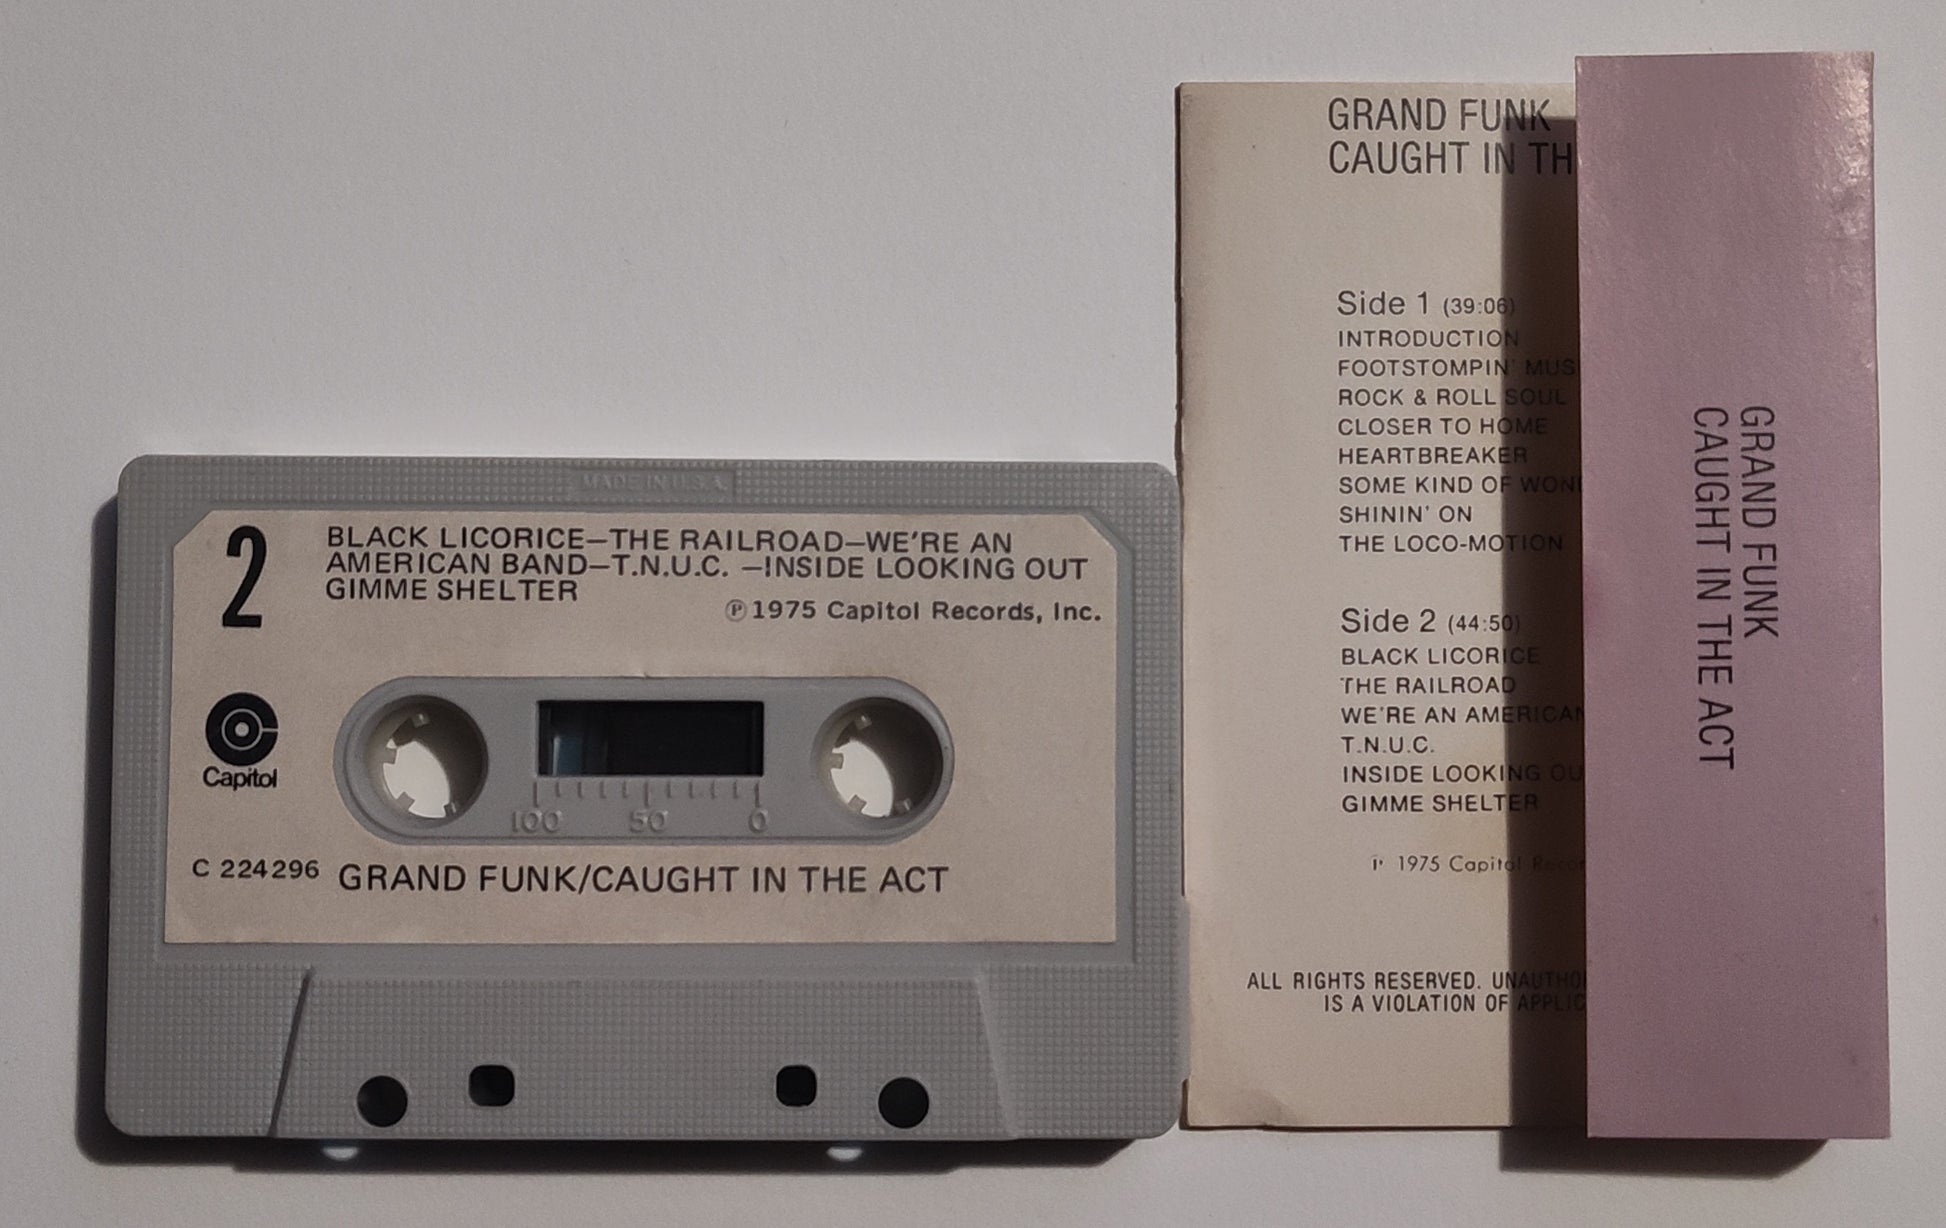 MADE IN U.S.A.
2
BLACK LICORICE—THE RAILROAD—WE'RE AN
AMERICAN BAND—T.N.U.C. —INSIDE LOOKING OUT
GIMME SHELTER
Ⓟ1975 Capitol Records, Inc.
Capitol
100 50 0
C 224296
GRAND FUNK/CAUGHT IN THE ACT
GRAND FUNK
CAUGHT IN TH
Side 1 (39:06)
INTRODUCTION
FOOTSTOMPIN' MUS
ROCK & ROLL SOUL
CLOSER TO HOME
HEARTBREAKER
SOME KIND OF WON
SHININ' ON
THE LOCO-MOTION
Side 2 (44:50)
BLACK LICORICE
THE RAILROAD
WE'RE AN AMERICAN
T.N.U.C.
INSIDE LOOKING OU
GIMME SHELTER
Ⓟ 1975 Capitol Recor
ALL RIGHTS RESERVED. UNAUTHO
IS A VIOLATION OF APPLIC
GRAND FUNK
CAUGHT IN THE ACT